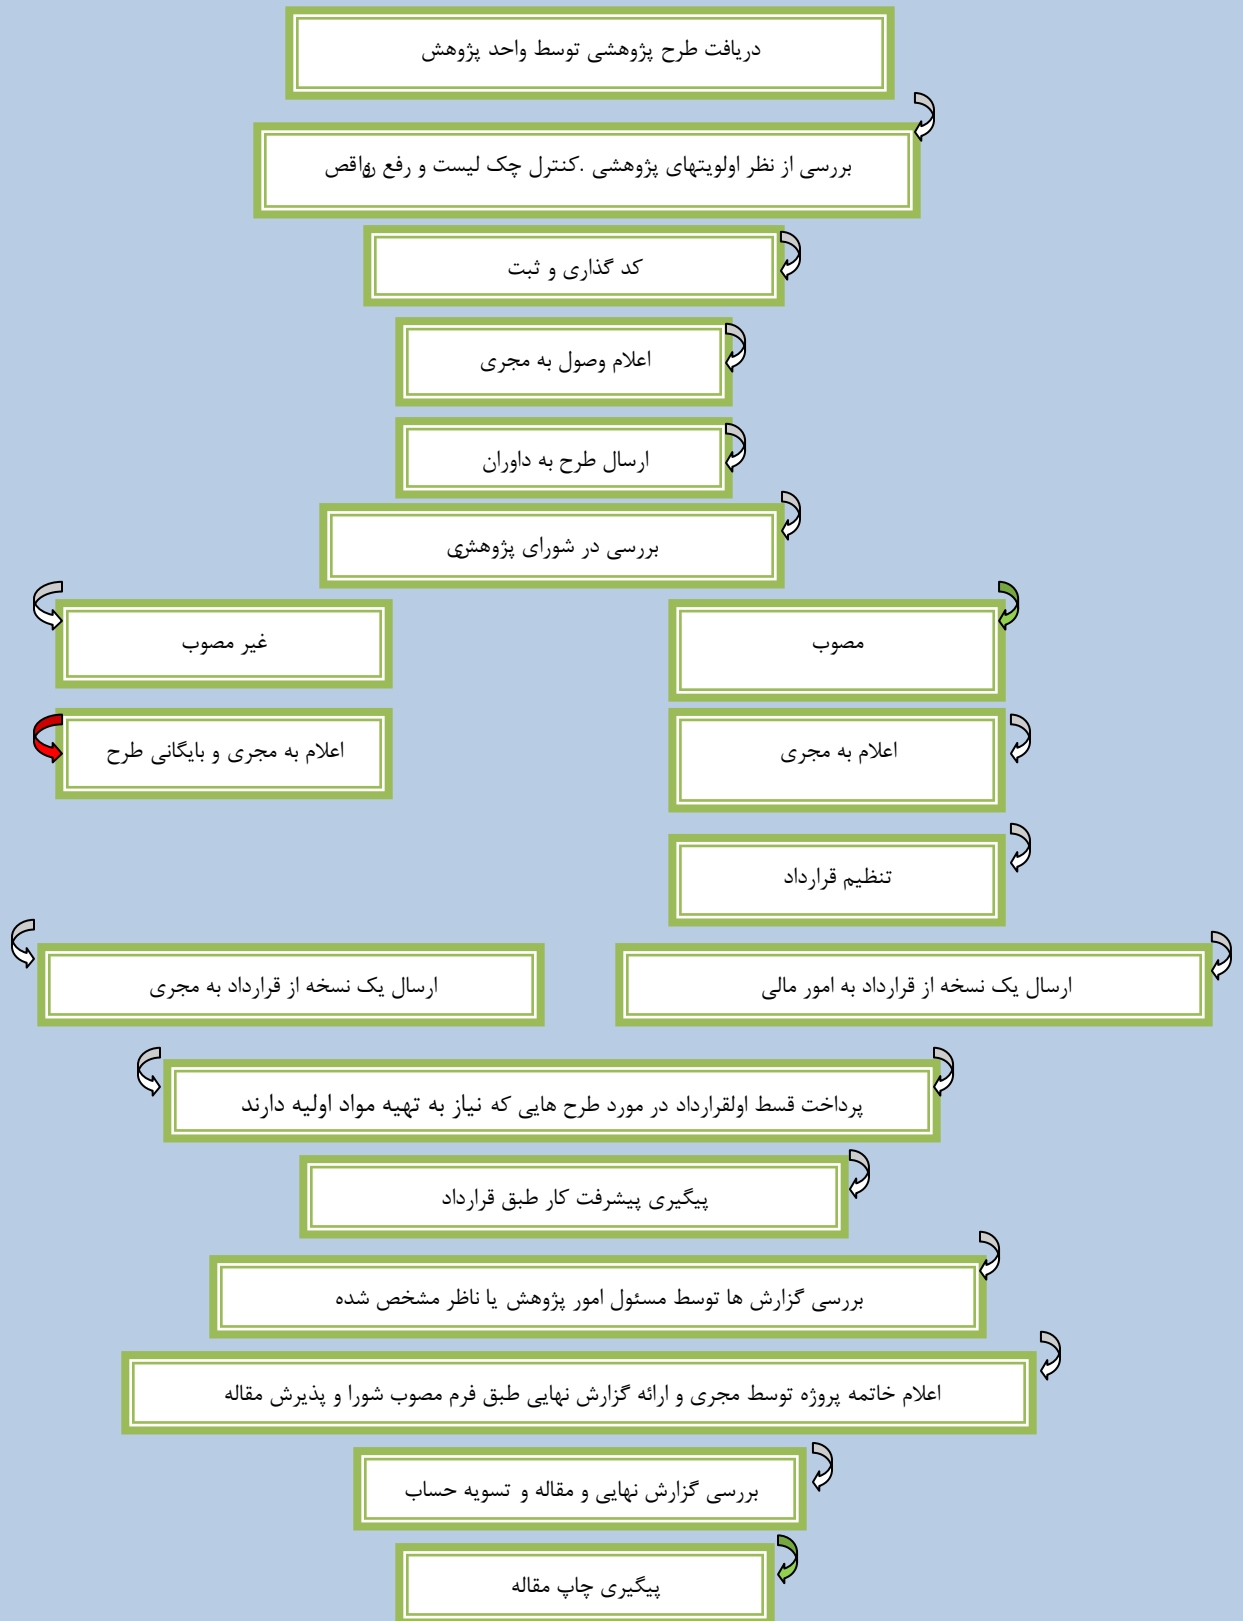 دریافت طرح پژوهشی توسط واحد پژوهش
بررسی از نظر اولویتهای پژوهشی .کنترل چک لیست و رفع نواقص
کد گذاری و ثبت
اعلام وصول به مجری
ارسال طرح به داوران
بررسی در شورای پژوهشی
غیر مصوب
مصوب
اعلام به مجری و بایگانی طرح
اعلام به مجری
تنظیم قرارداد
ارسال یک نسخه از قرارداد به امور مالی
ارسال یک نسخه از قرارداد به مجری
پرداخت قسط اولقرارداد در مورد طرح هایی که نیاز به تهیه مواد اولیه دارند
پیگیری پیشرفت کار طبق قرارداد
بررسی گزارش ها توسط مسئول امور پژوهش یا ناظر مشخص شده
اعلام خاتمه پروژه توسط مجری و ارائه گزارش نهایی طبق فرم مصوب شورا و پذیرش مقاله
بررسی گزارش نهایی و مقاله و تسویه حساب
پیگیری چاپ مقاله